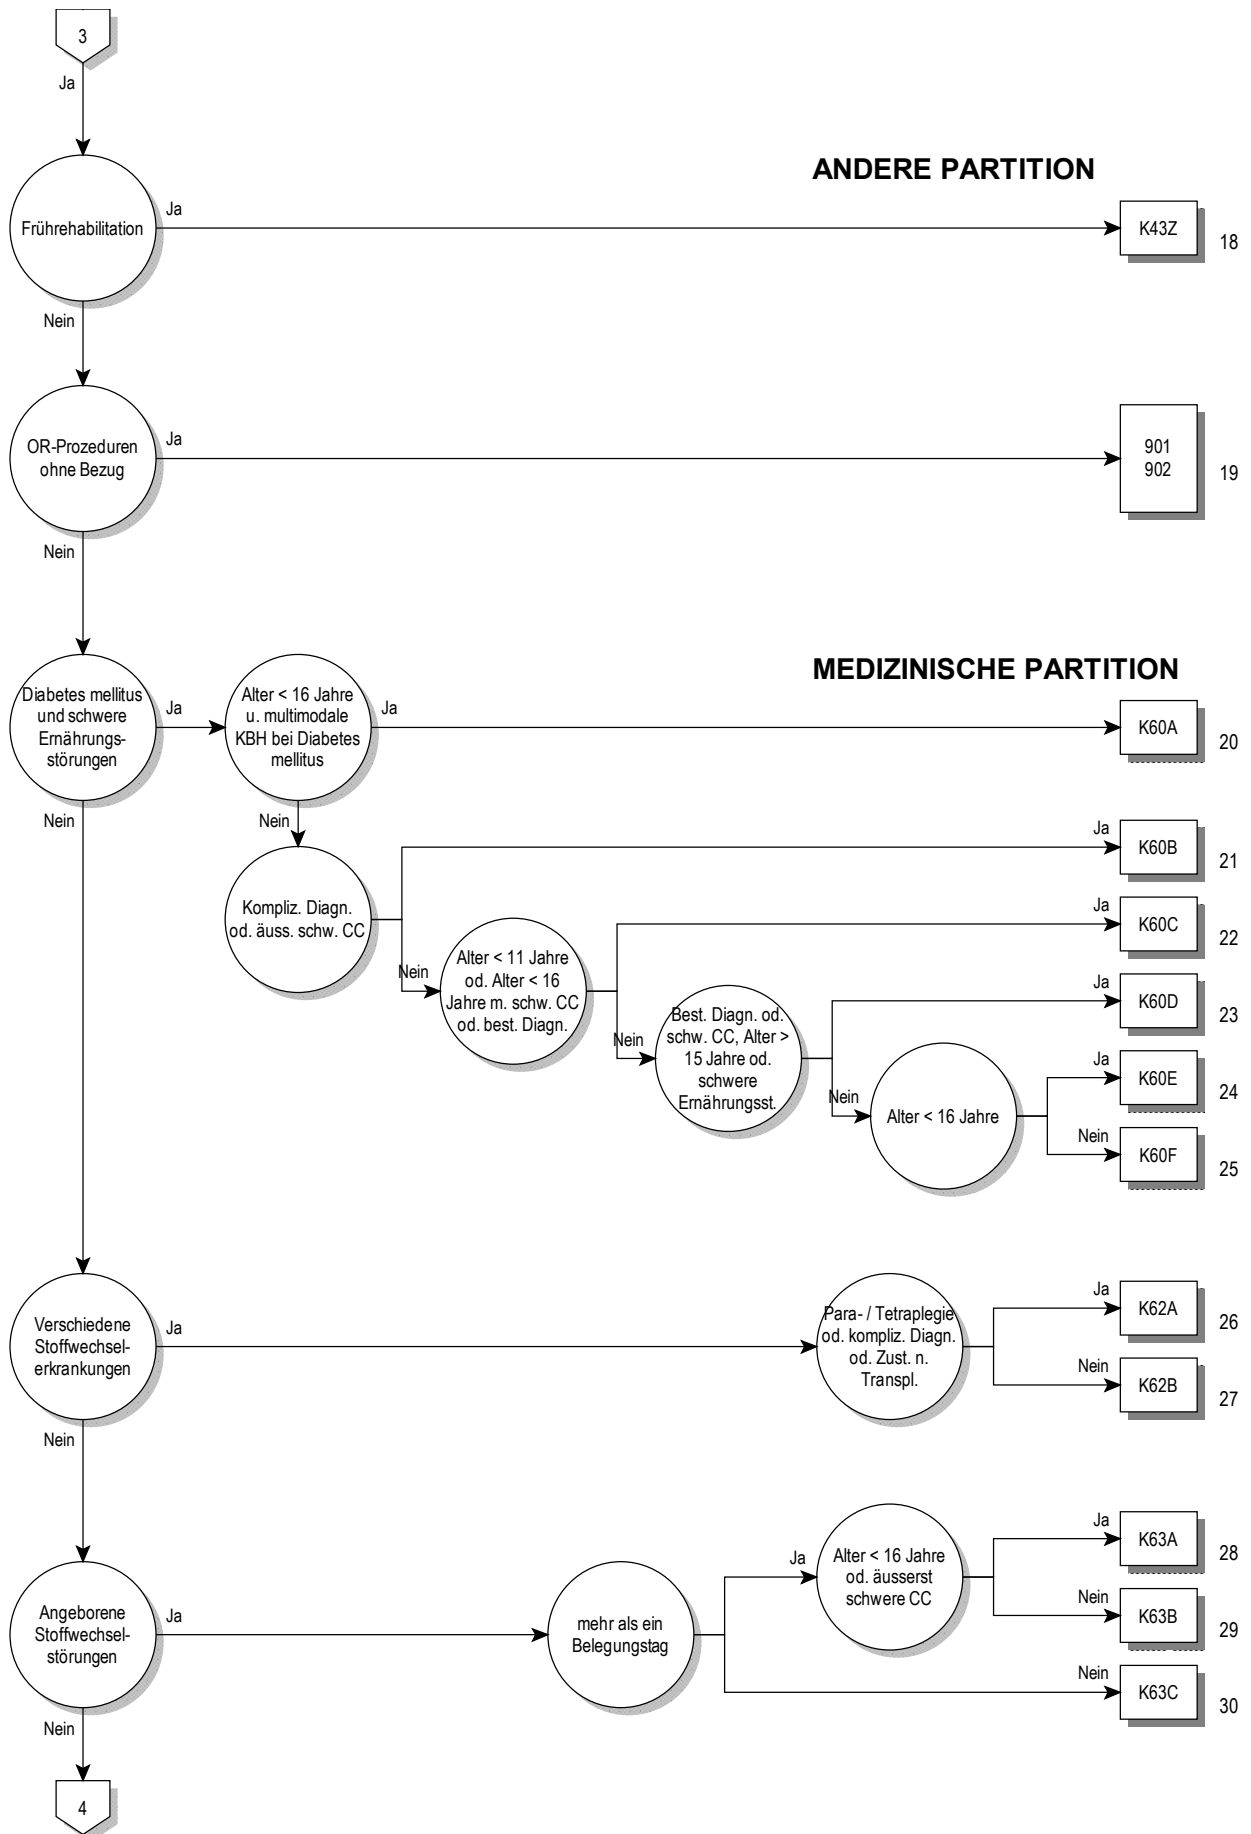 3
Ja
ANDERE PARTITION
Frührehabilitation
Ja
K43Z
18
Nein
OR-Prozeduren
ohne Bezug
Ja
901
902
19
Nein
MEDIZINISCHE PARTITION
Diabetes mellitus
und schwere
Ernährungs-
störungen
Ja
Alter < 16 Jahre
u. multimodale
KBH bei Diabetes
mellitus
Ja
K60A
20
Nein
Nein
Kompliz. Diagn.
od. äuss. schw. CC
Ja
K60B
21
Nein
Alter < 11 Jahre
od. Alter < 16
Jahre m. schw. CC
od. best. Diagn.
Ja
K60C
22
Nein
Best. Diagn. od.
schw. CC, Alter >
15 Jahre od.
schwere
Ernährungsst.
Ja
K60D
23
Nein
Alter < 16 Jahre
Ja
K60E
24
Nein
K60F
25
Verschiedene
Stoffwechsel-
erkrankungen
Ja
Para- / Tetraplegie
od. kompliz. Diagn.
od. Zust. n.
Transpl.
Ja
K62A
26
Nein
K62B
27
Nein
Angeborene
Stoffwechsel-
störungen
Ja
mehr als ein
Belegungstag
Ja
Alter < 16 Jahre
od. äusserst
schwere CC
Ja
K63A
28
Nein
K63B
29
Nein
K63C
30
Nein
4